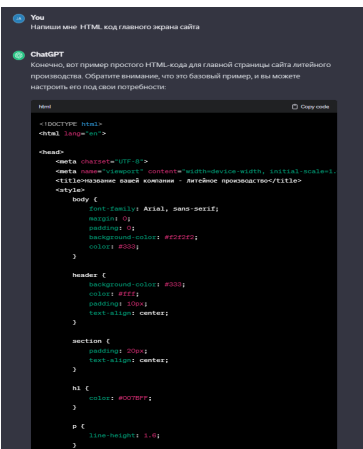 You
Напиши мне HTML код главного экрана сайта
ChatGPT
Конечно, вот пример простого HTML-кода для главной страницы сайта литейного
производства. Обратите внимание, что это базовый пример, и вы можете
настроить его под свои потребности:
html Copy code
<!DOCTYPE html>
<html lang="en">
<head>
<meta charset="UTF-8">
<meta name="viewport" content="width=device-width, initial-scale=1.
<title>Название вашей компании - Литейное производство</title>
<style>
body {
font-family: Arial, sans-serif;
margin: 0;
padding: 0;
background-color: #f2f2f2;
color: #333;
}
header {
background-color: #333;
color: #fff;
padding: 10px;
text-align: center;
}
section {
padding: 20px;
text-align: center;
}
h1 {
color: #007BFF;
}
p {
line-height: 1.6;
}